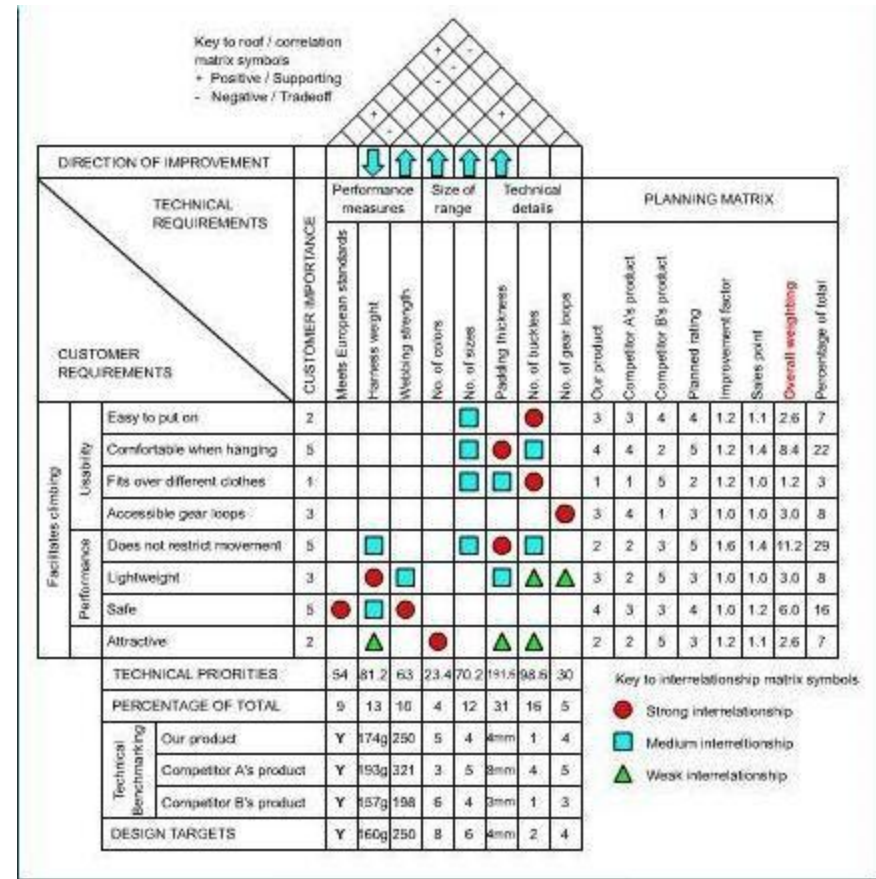 Key to roof / correlation
matrix symbols
+ Positive / Supporting
- Negative / Tradeoff
+ -
+ -
-
+ +
-
DIRECTION OF IMPROVEMENT
TECHNICAL
REQUIREMENTS
CUSTOMER
REQUIREMENTS
CUSTOMER IMPORTANCE
Performance
measures
Size of
range
Technical
details
PLANNING MATRIX
Meets European standards
Harness weight
Webbing strength
No. of colors
No. of sizes
Padding thickness
No. of buckles
No. of gear loops
Our product
Competitor A's product
Competitor B's product
Planned rating
Improvement factor
Sales point
Overall weighting
Percentage of total
Facilitates climbing
Usability
Performance
Easy to put on 2 3 3 4 4 1.2 1.1 2.6 7
Comfortable when hanging 5 4 4 2 5 1.2 1.4 8.4 22
Fits over different clothes 1 1 1 5 2 1.2 1.0 1.2 3
Accessible gear loops 3 3 4 1 3 1.0 1.0 3.0 8
Does not restrict movement 5 2 2 3 5 1.6 1.4 11.2 29
Lightweight 3 3 2 5 3 1.0 1.0 3.0 8
Safe 5 4 3 3 4 1.0 1.2 6.0 16
Attractive 2 2 2 5 3 1.2 1.1 2.6 7
TECHNICAL PRIORITIES 54 81.2 63 23.4 70.2 191.6 98.6 30
PERCENTAGE OF TOTAL 9 13 10 4 12 31 16 5
Technical
Benchmarking
Our product Y 174g 250 5 4 4mm 1 4
Competitor A's product Y 193g 321 3 5 8mm 4 5
Competitor B's product Y 157g 198 6 4 3mm 1 3
DESIGN TARGETS Y 160g 250 8 6 4mm 2 4
Key to interrelationship matrix symbols
Strong interrelationship
Medium interreltionship
Weak interrelationship